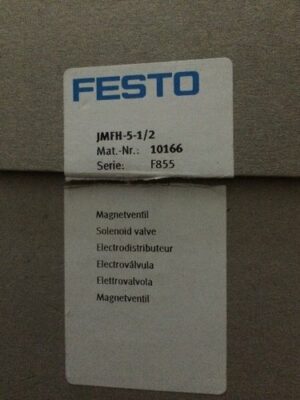 FESTO
JMFH-5-1/2
Mat.-Nr.: 10166
Serie: F855
Magnetventil
Solenoid valve
Electrodistributeur
Electroválvula
Elettrovalvola
Magnetventil